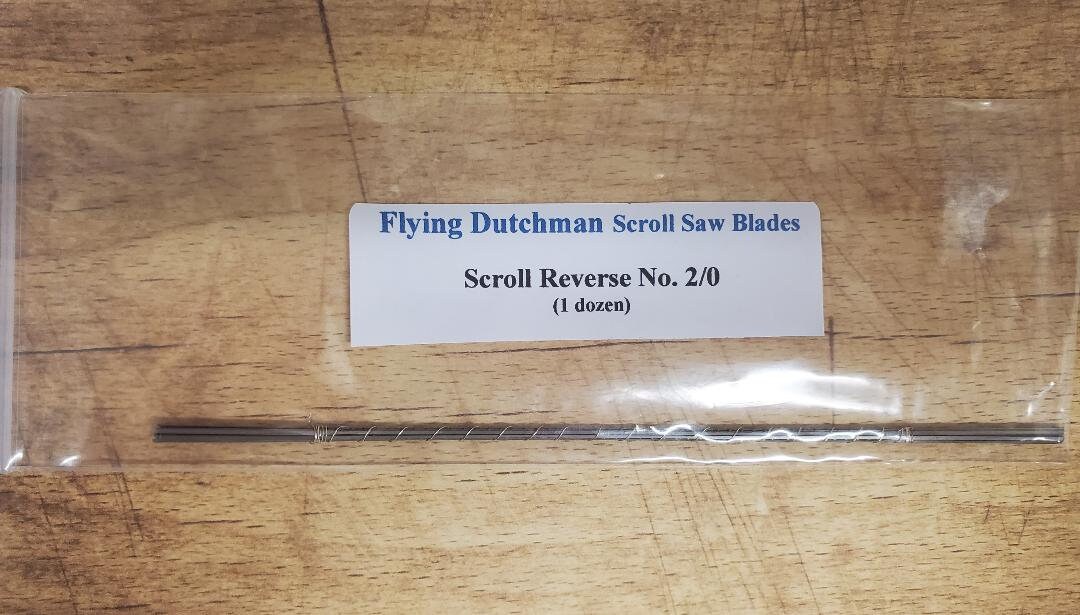 Flying Dutchman Scroll Saw Blades
Scroll Reverse No. 2/0
(1 dozen)